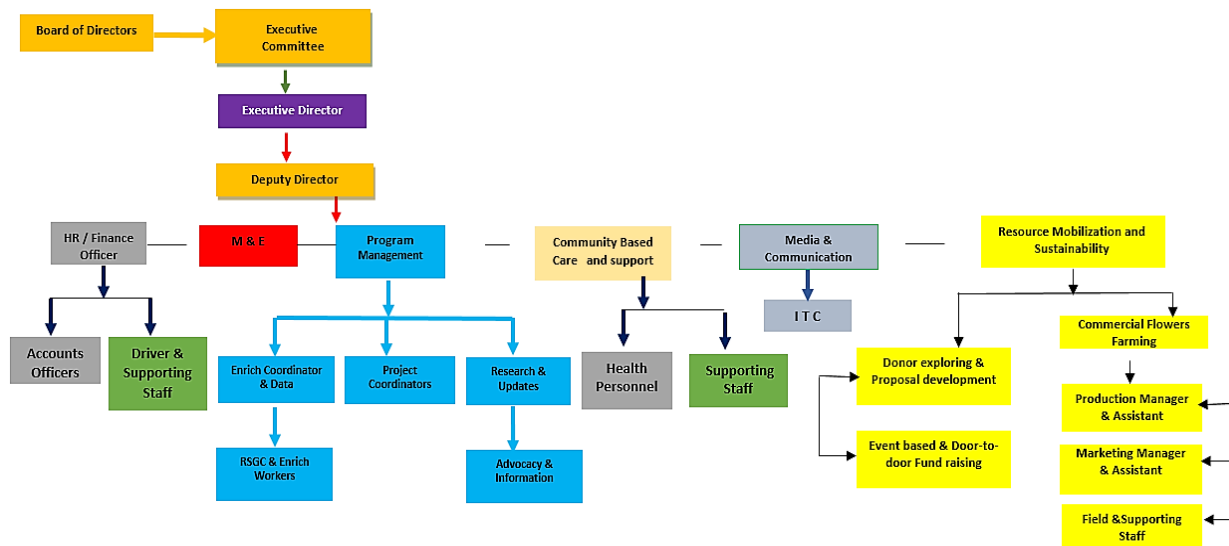 Board of Directors
Executive
Committee
Executive Director
Deputy Director
HR / Finance
Officer
M & E
Program
Management
Community Based
Care and support
Media &
Communication
Resource Mobilization and
Sustainability
Accounts
Officers
Driver &
Supporting
Staff
Enrich Coordinator
& Data
Project
Coordinators
Research &
Updates
RSGC & Enrich
Workers
Advocacy &
Information
Health
Personnel
Supporting
Staff
I T C
Donor exploring &
Proposal development
Event based & Door-to-
door Fund raising
Commercial Flowers
Farming
Production Manager
& Assistant
Marketing Manager
& Assistant
Field &Supporting
Staff